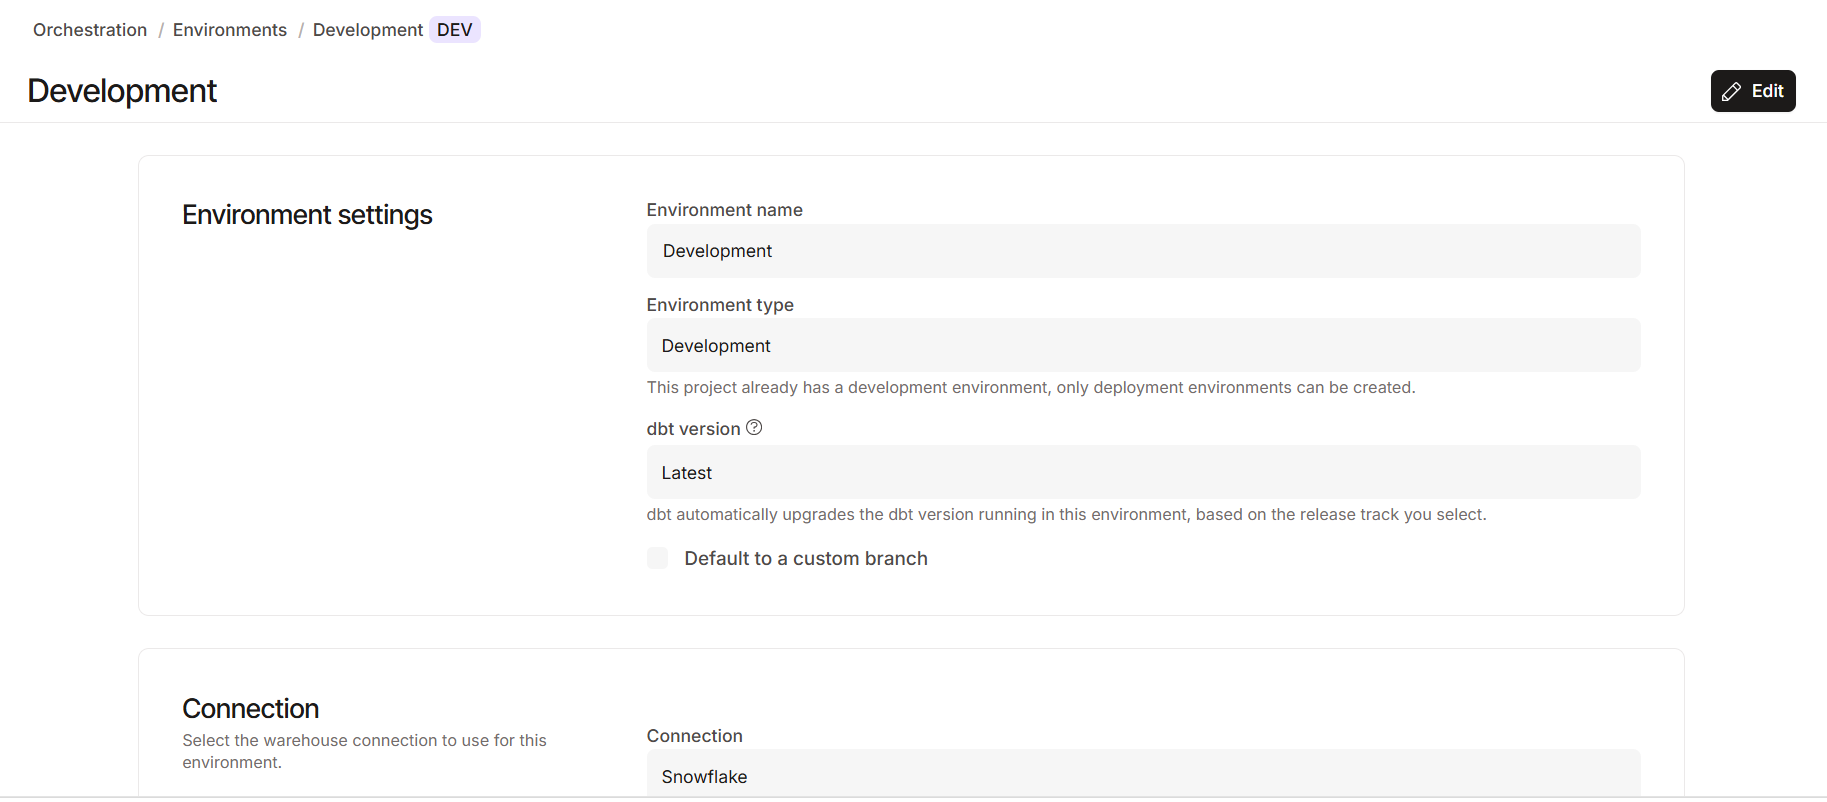 Orchestration / Environments / Development DEV
Development
Edit
Environment settings
Environment name
Development
Environment type
Development
This project already has a development environment, only deployment environments can be created.
dbt version
Latest
dbt automatically upgrades the dbt version running in this environment, based on the release track you select.
Default to a custom branch
Connection
Select the warehouse connection to use for this
environment.
Connection
Snowflake